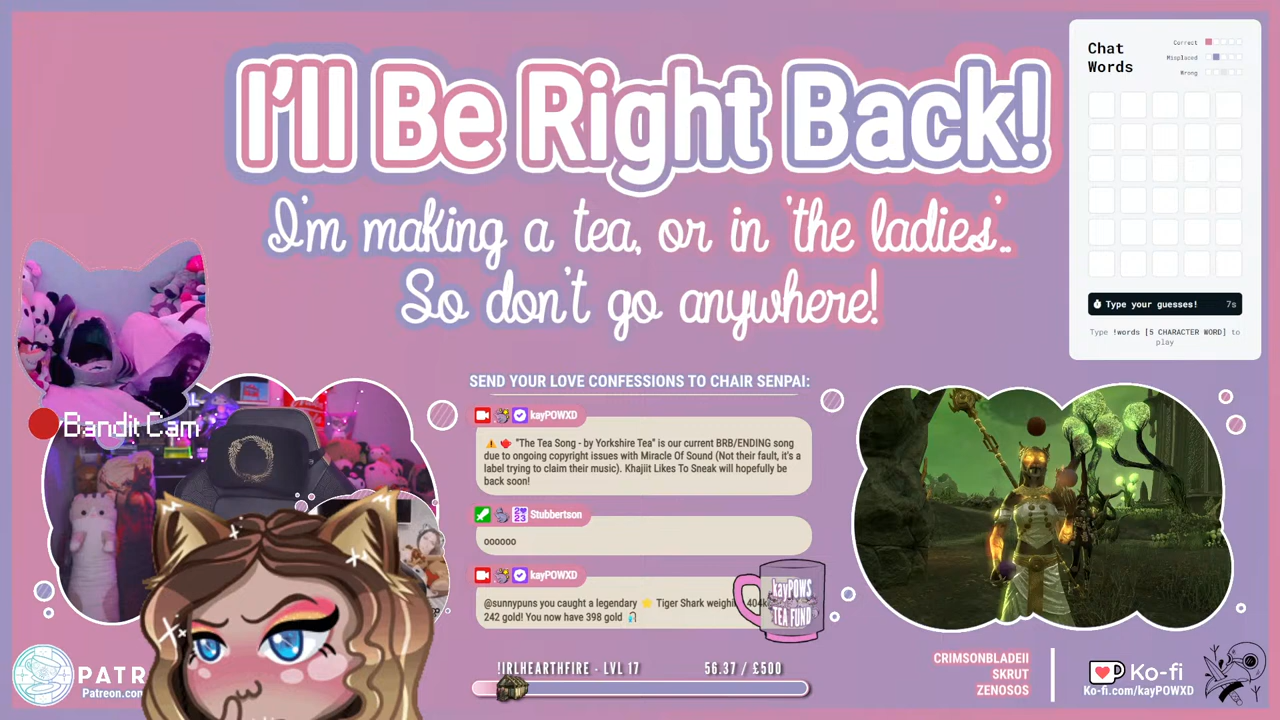 I'll Be Right Back!
I'm making a tea, or in 'the ladies'..
So don't go anywhere!
Chat
Words
Correct
Misplaced
Wrong
Type your guesses! 7s
Type !words [5 CHARACTER WORD] to
play
Bandit Cam
SEND YOUR LOVE CONFESSIONS TO CHAIR SENPAI:
kayPOWXD
"The Tea Song - by Yorkshire Tea" is our current BRB/ENDING song
due to ongoing copyright issues with Miracle Of Sound (Not their fault, it's a
label trying to claim their music). Khajiit Likes To Sneak will hopefully be
back soon!
Stubbertson
oooooo
kayPOWXD
@sunnypuns you caught a legendary Tiger Shark weighi 404k
242 gold! You now have 398 gold
kayPOWS
TEA FUND
!IRLHEARTHFIRE - LVL 17 56.37 / £500
PATR
Patreon.com
CRIMSONBLADEII
SKRUT
ZENOSOS
Ko-fi
Ko-fi.com/kayPOWXD